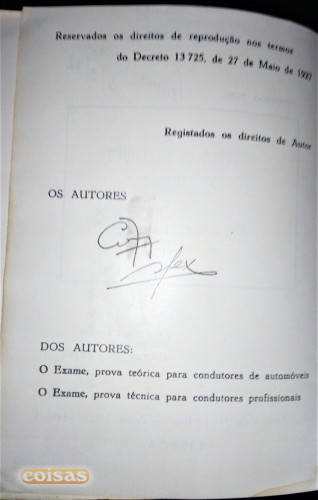 Reservados os direitos de reprodução nos termos
do Decreto 13 725, de 27 de Maio de 1927
Registados os direitos de Autor
OS AUTORES
DOS AUTORES:
O Exame, prova teórica para condutores de automóveis
O Exame, prova técnica para condutores profissionais
coisas